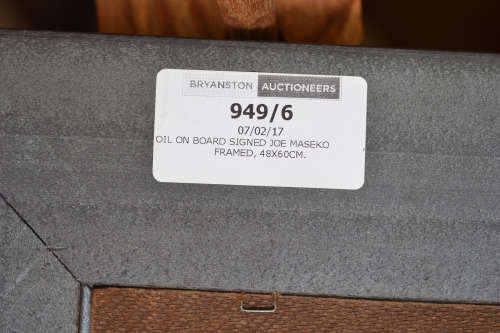 BRYANSTON AUCTIONEERS
949/6
07/02/17
OIL ON BOARD SIGNED JOE MASEKO
FRAMED, 48X60CM.